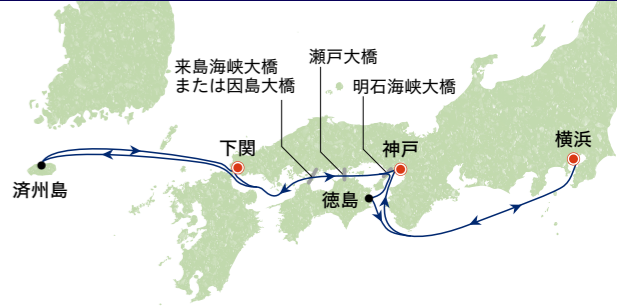 瀬戸大橋
来島海峡大橋
または因島大橋
明石海峡大橋
下関
神戸
横浜
済州島
徳島